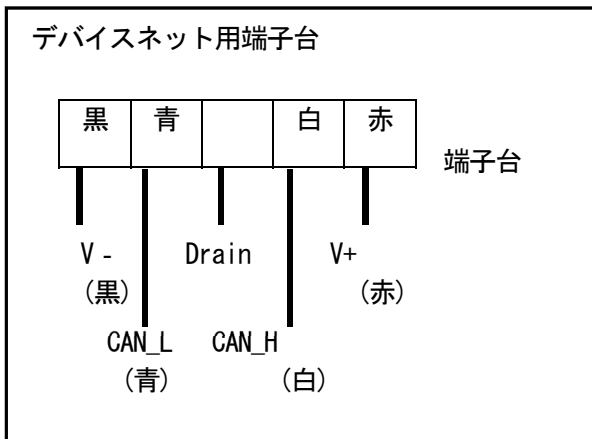 デバイスネット用端子台
黒 青 白 赤
端子台
V - Drain V+
(黒) (赤)
CAN_L CAN_H
(青) (白)